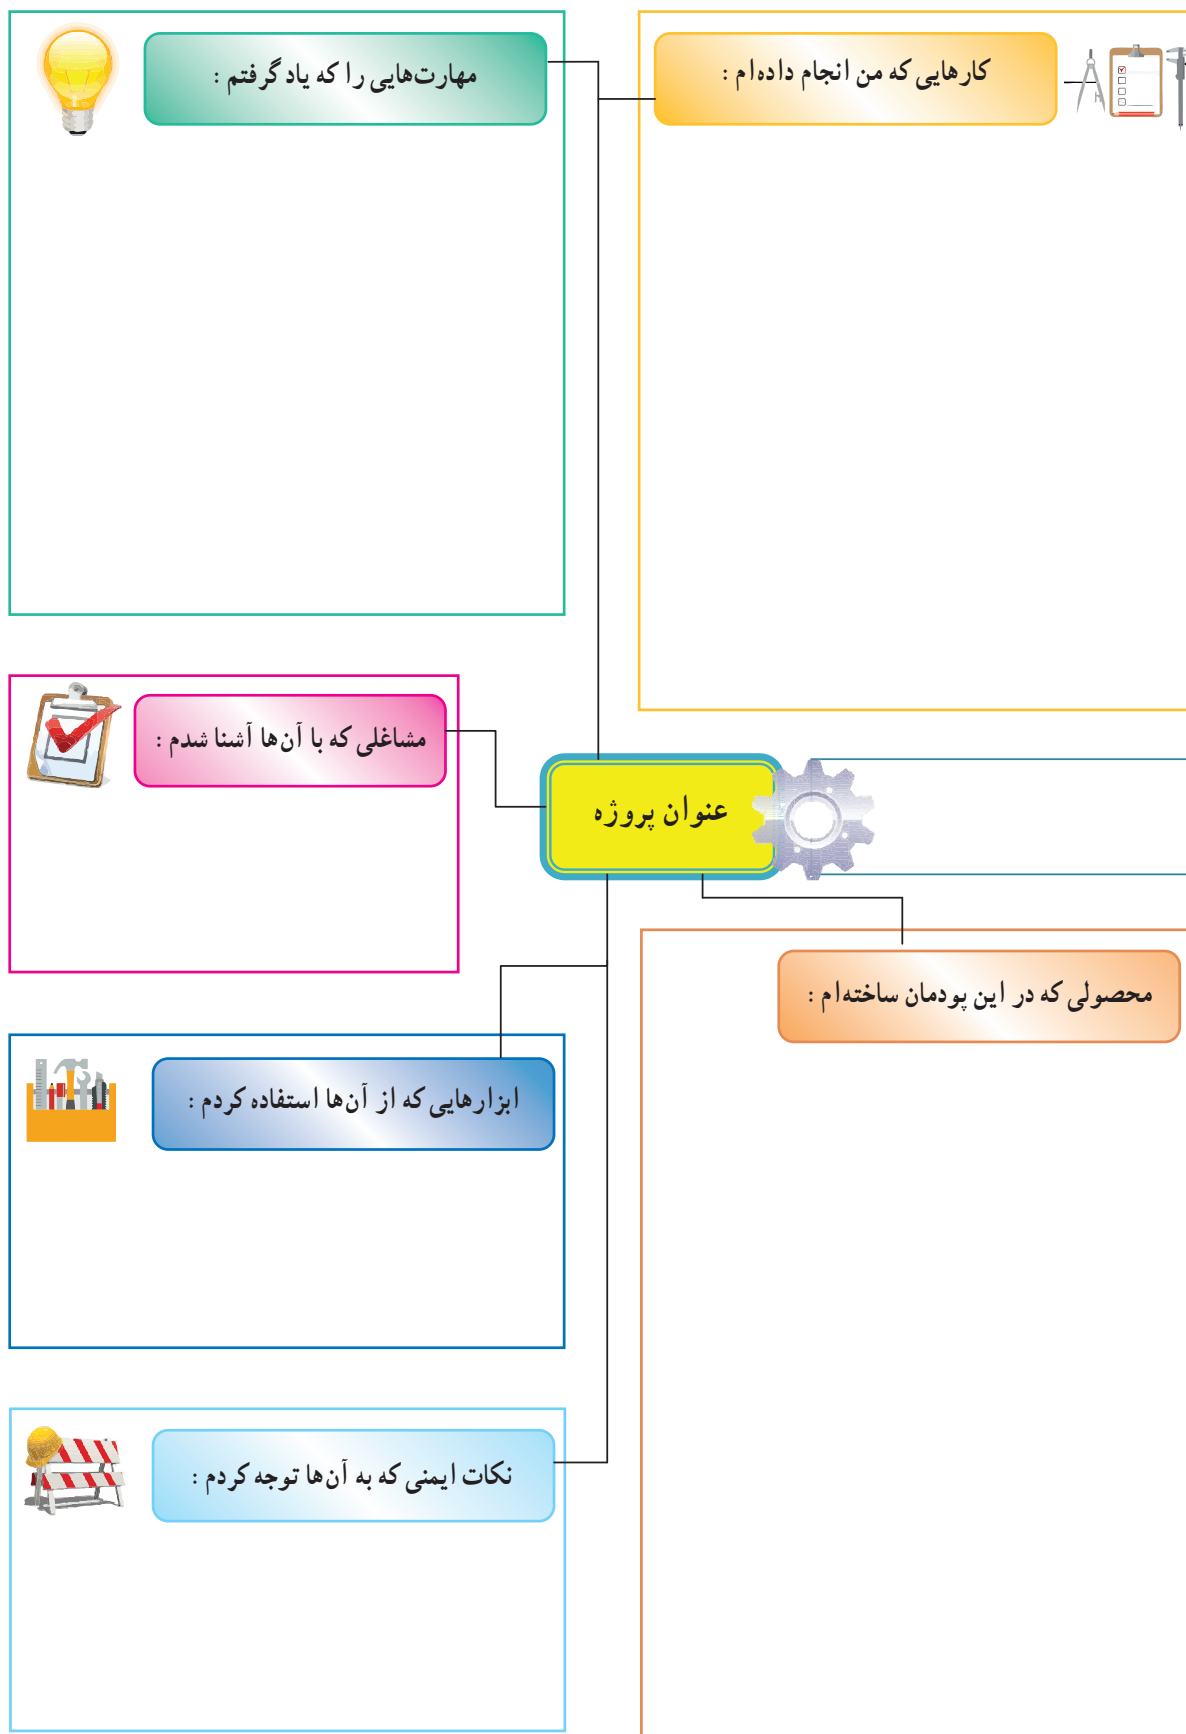 کارهایی که من انجام داده‌ام :
مهارت‌هایی را که یاد گرفتم :
مشاغلی که با آن‌ها آشنا شدم :
عنوان پروژه
محصولی که در این پودمان ساخته‌ام :
ابزارهایی که از آن‌ها استفاده کردم :
نکات ایمنی که به آن‌ها توجه کردم :